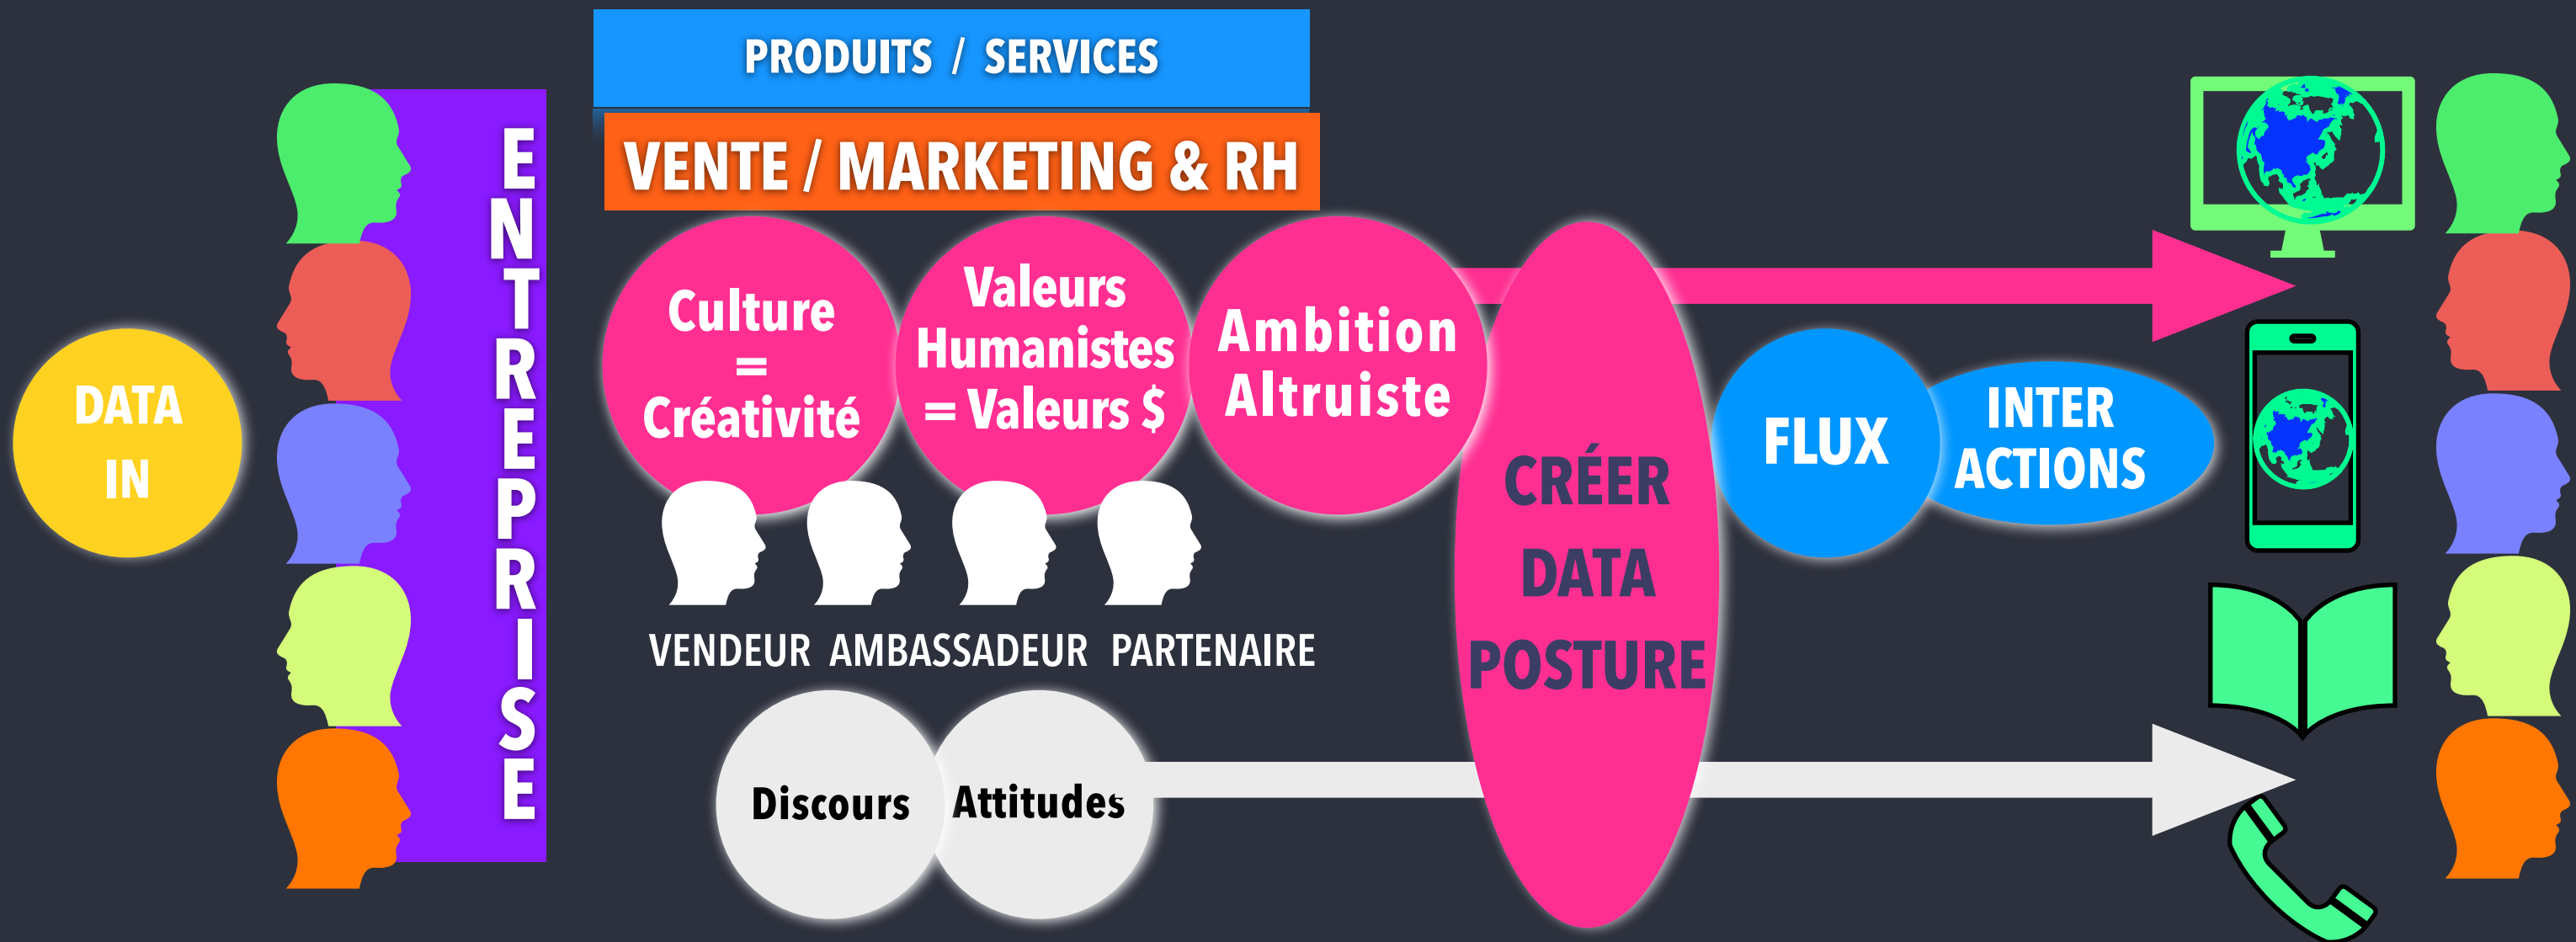 PRODUITS / SERVICES
VENTE / MARKETING & RH
DATA
IN
ENTREPRISE
Culture
=
Créativité
Valeurs
Humanistes
= Valeurs $
Ambition
Altruiste
VENDEUR AMBASSADEUR PARTENAIRE
Discours
Attitudes
CRÉER
DATA
POSTURE
FLUX
INTER
ACTIONS